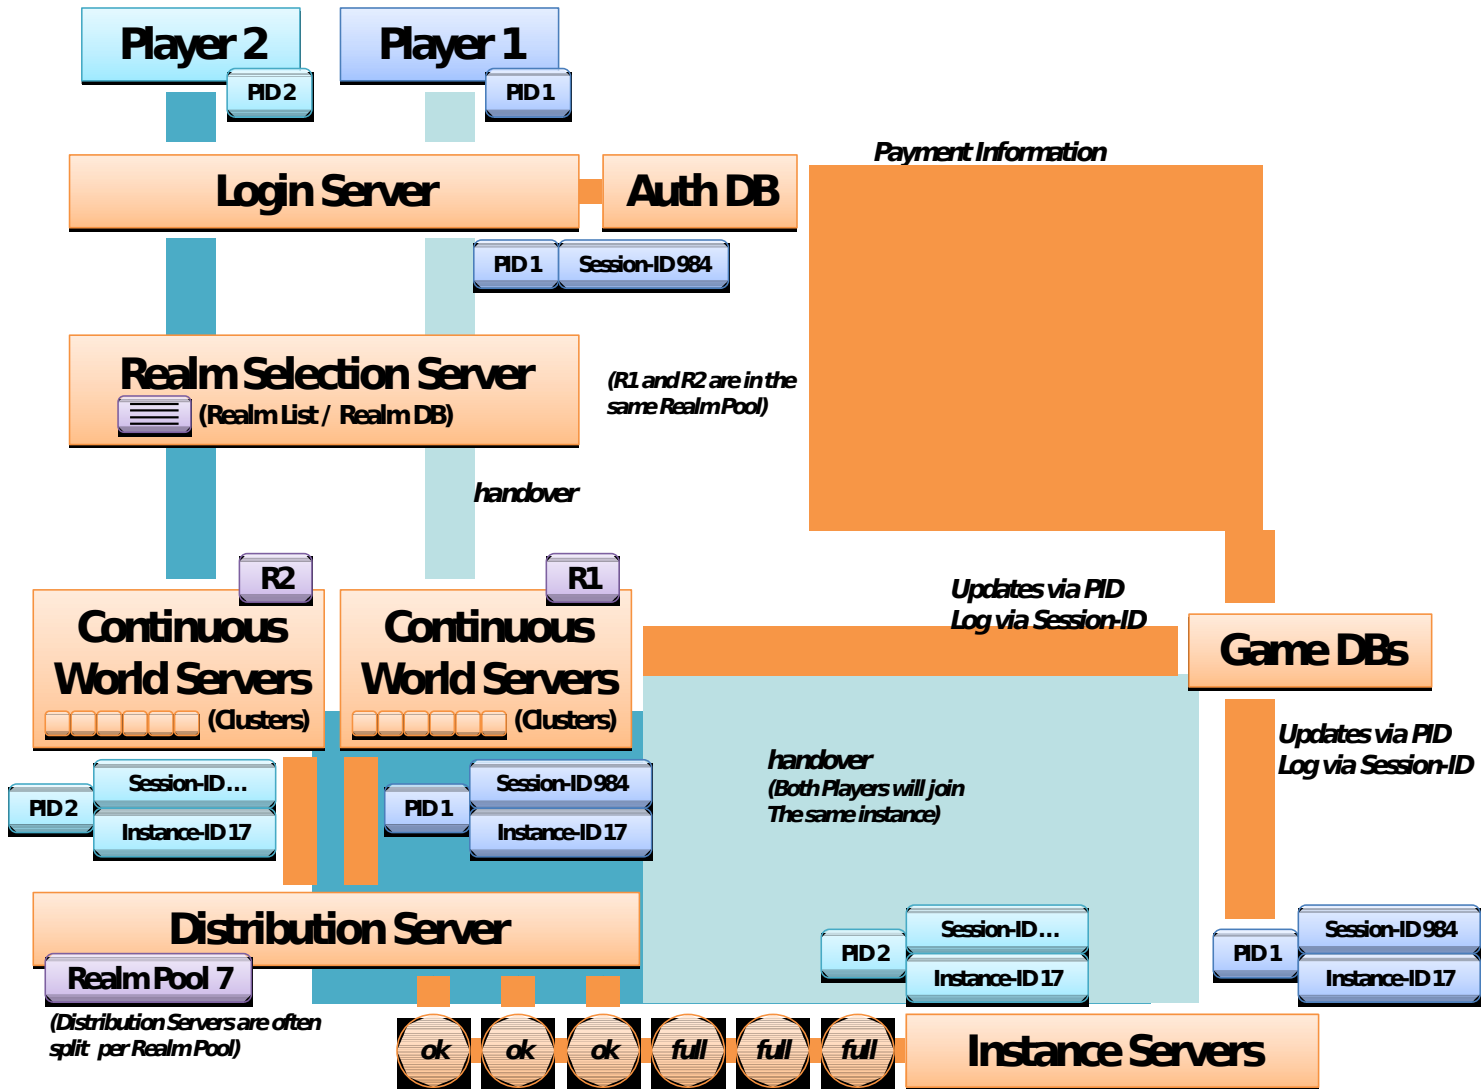 Player 2
Player 1
PID 2
PID 1
Payment Information
Login Server
Auth DB
PID 1
Session-ID 984
Realm Selection Server
(Realm List / Realm DB)
(R1 and R2 are in the
same Realm Pool)
handover
R2
R1
Continuous
World Servers
(Clusters)
Continuous
World Servers
(Clusters)
Updates via PID
Log via Session-ID
Game DBs
Updates via PID
Log via Session-ID
handover
(Both Players will join
The same instance)
PID 2
Session-ID ...
Instance-ID 17
PID 1
Session-ID 984
Instance-ID 17
Distribution Server
Realm Pool 7
(Distribution Servers are often
split per Realm Pool)
PID 2
Session-ID ...
Instance-ID 17
PID 1
Session-ID 984
Instance-ID 17
ok
ok
ok
full
full
full
Instance Servers